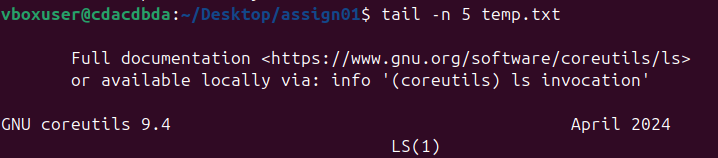 vboxuser@cdacdbda:~/Desktop/assign01$ tail -n 5 temp.txt
Full documentation <https://www.gnu.org/software/coreutils/ls>
or available locally via: info '(coreutils) ls invocation'
GNU coreutils 9.4 April 2024
LS(1)